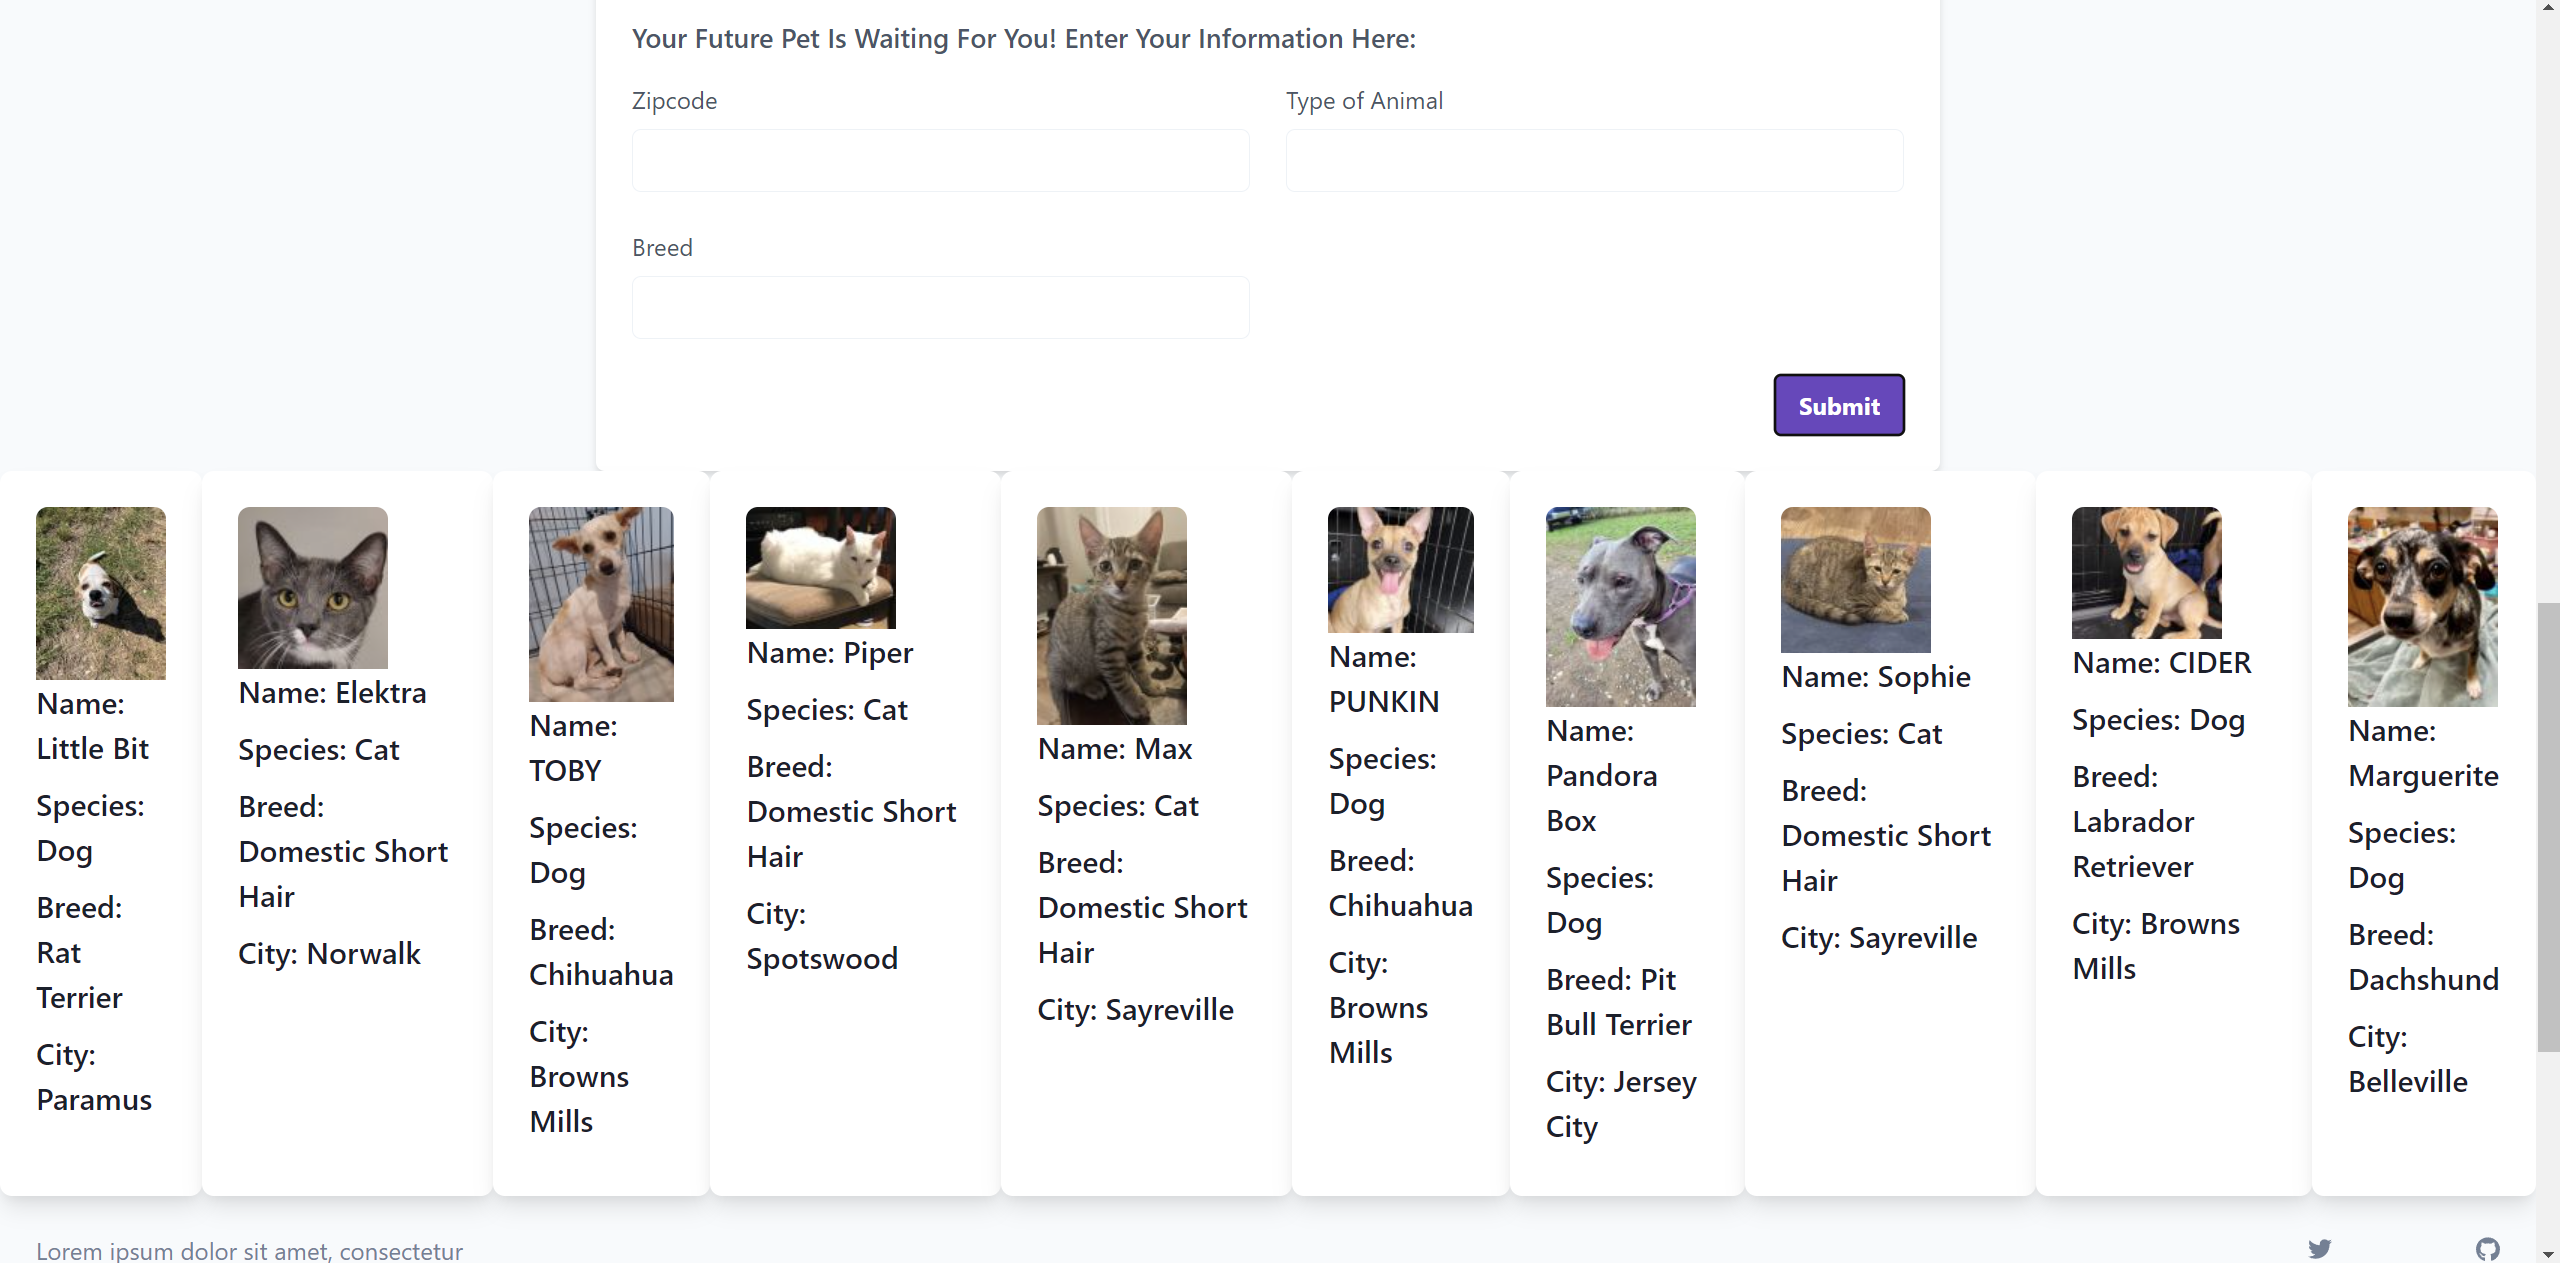 Your Future Pet Is Waiting For You! Enter Your Information Here:
Zipcode
Type of Animal
Breed
Submit
Name:
Little Bit
Species:
Dog
Breed:
Rat
Terrier
City:
Paramus
Name: Elektra
Species: Cat
Breed:
Domestic Short
Hair
City: Norwalk
Name:
TOBY
Species:
Dog
Breed:
Chihuahua
City:
Browns
Mills
Name: Piper
Species: Cat
Breed:
Domestic Short
Hair
City:
Spotswood
Name: Max
Species: Cat
Breed:
Domestic Short
Hair
City: Sayreville
Name:
PUNKIN
Species:
Dog
Breed:
Chihuahua
City:
Browns
Mills
Name:
Pandora
Box
Species:
Dog
Breed: Pit
Bull Terrier
City: Jersey
City
Name: Sophie
Species: Cat
Breed:
Domestic Short
Hair
City: Sayreville
Name: CIDER
Species: Dog
Breed:
Labrador
Retriever
City: Browns
Mills
Name:
Marguerite
Species:
Dog
Breed:
Dachshund
City:
Belleville
Lorem ipsum dolor sit amet, consectetur